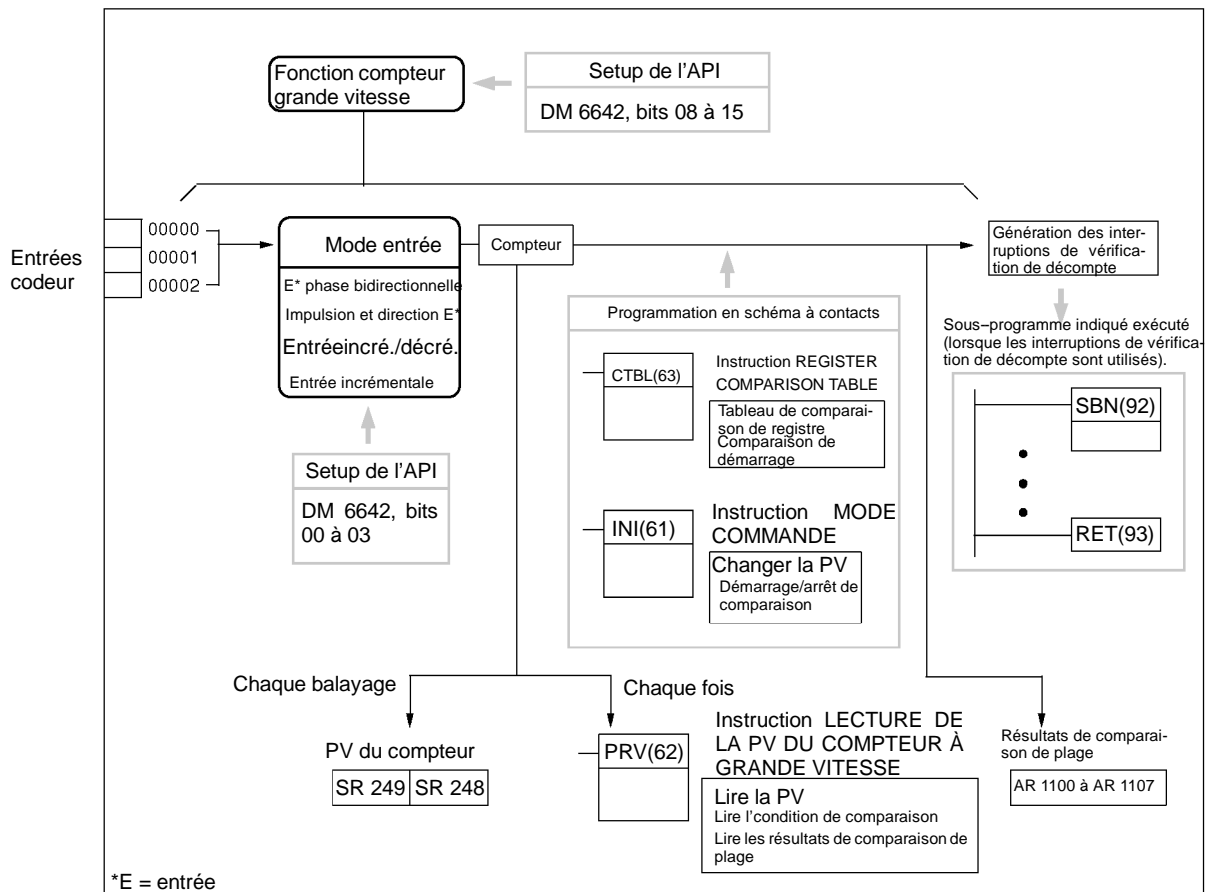 Fonction compteur
grande vitesse
Setup de l'API
DM 6642, bits 08 à 15
Entrées
codeur
00000
00001
00002
Mode entrée
E* phase bidirectionnelle
Impulsion et direction E*
Entréeincré./décré.
Entrée incrémentale
Compteur
Génération des inter-
ruptions de vérifica-
tion de décompte
Setup de l'API
DM 6642, bits
00 à 03
Programmation en schéma à contacts
CTBL(63)
Instruction REGISTER
COMPARISON TABLE
Tableau de comparai-
son de registre
Comparaison de
démarrage
INI(61)
Instruction MODE
COMMANDE
Changer la PV
Démarrage/arrêt de
comparaison
Sous–programme indiqué exécuté
(lorsque les interruptions de vérifica-
tion de décompte sont utilisés).
SBN(92)
RET(93)
Chaque balayage
PV du compteur
SR 249 SR 248
Chaque fois
PRV(62)
Instruction LECTURE DE
LA PV DU COMPTEUR À
GRANDE VITESSE
Lire la PV
Lire l'condition de comparaison
Lire les résultats de comparaison de
plage
Résultats de comparai-
son de plage
AR 1100 à AR 1107
*E = entrée